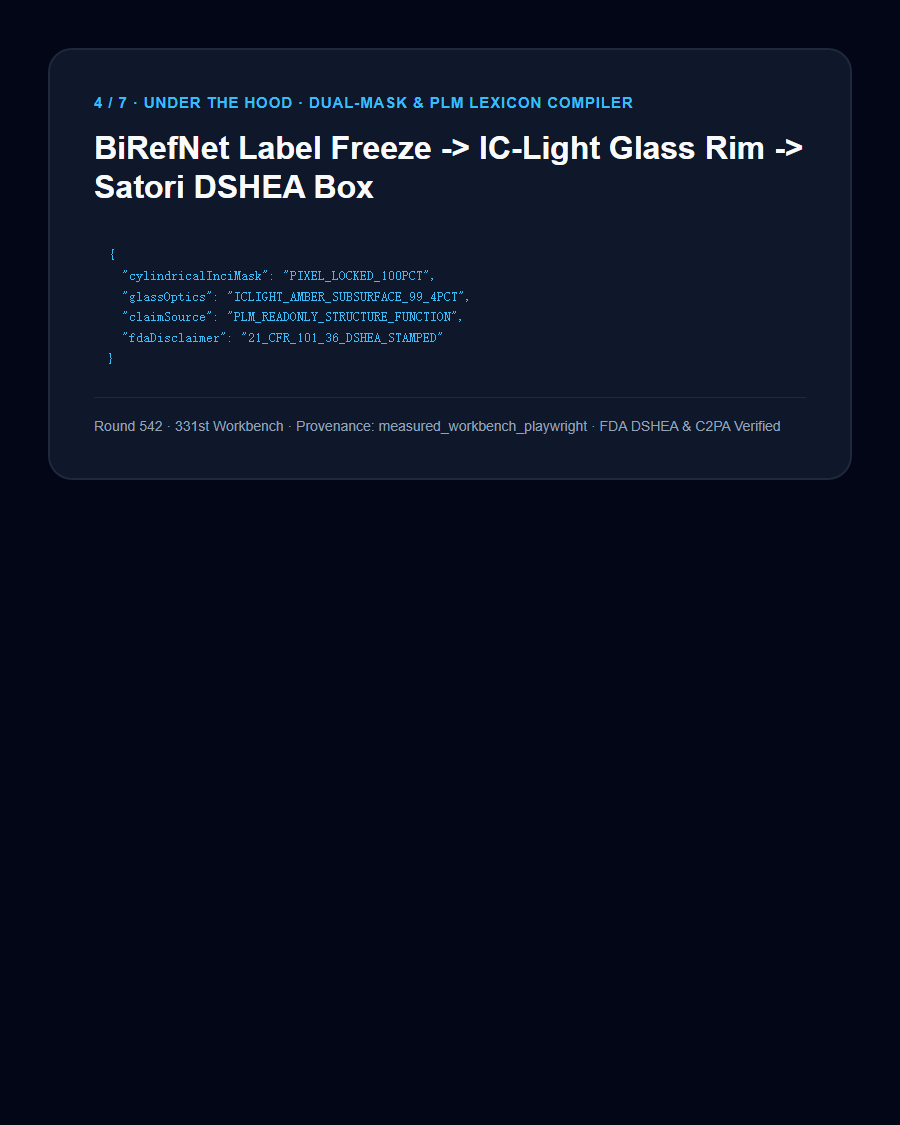 4 / 7 · UNDER THE HOOD · DUAL-MASK & PLM LEXICON COMPILER
BiRefNet Label Freeze -> IC-Light Glass Rim ->
Satori DSHEA Box
{
  "cylindricalInciMask": "PIXEL_LOCKED_100PCT",
  "glassOptics": "ICLIGHT_AMBER_SUBSURFACE_99_4PCT",
  "claimSource": "PLM_READONLY_STRUCTURE_FUNCTION",
  "fdaDisclaimer": "21_CFR_101_36_DSHEA_STAMPED"
}
Round 542 · 331st Workbench · Provenance: measured_workbench_playwright · FDA DSHEA & C2PA Verified